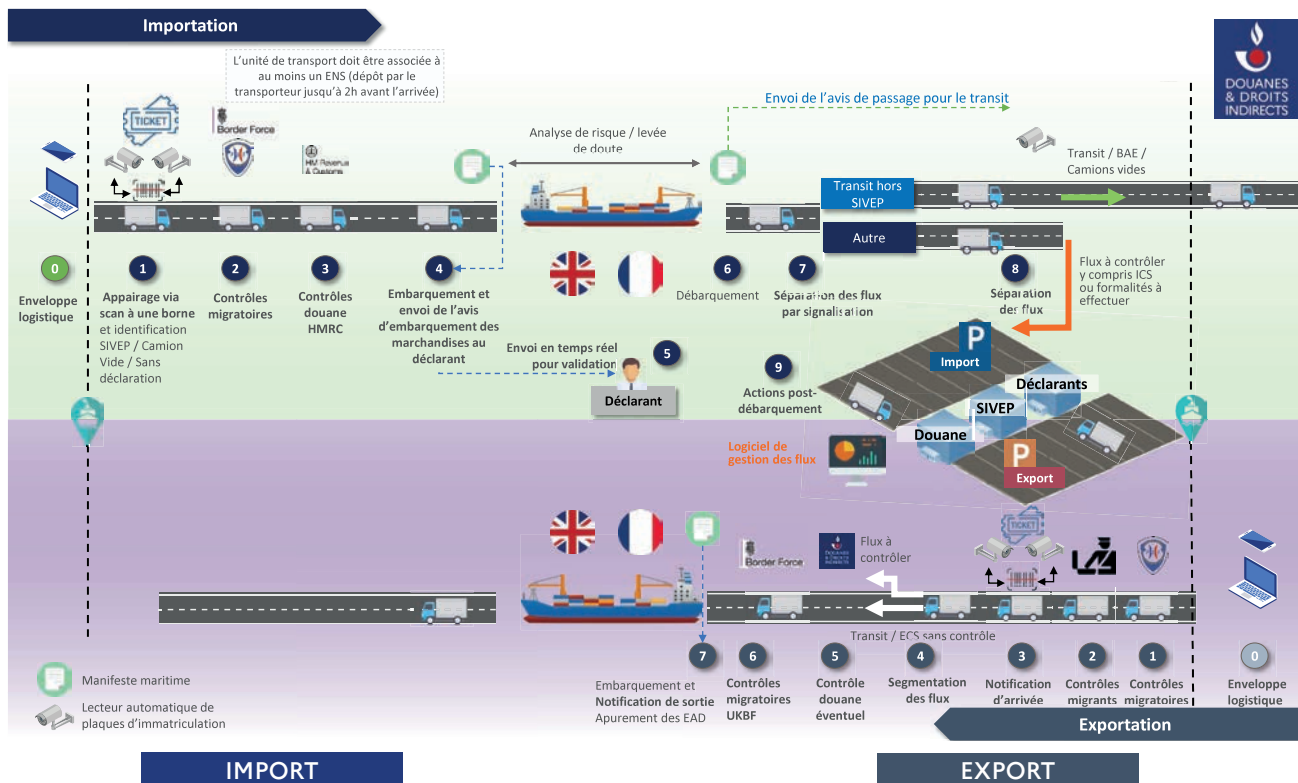 Importation
L'unité de transport doit être associée à
au moins un ENS (dépôt par le
transporteur jusqu'à 2h avant l'arrivée)
DOUANES
& DROITS
INDIRECTS
Envoi de l'avis de passage pour le transit
TICKET
Border Force
HM Revenue
& Customs
Analyse de risque / levée
de doute
Transit / BAE /
Camions vides
Transit hors
SIVEP
Autre
0
Enveloppe
logistique
1
Appairage via
scan à une borne
et identification
SIVEP / Camion
Vide / Sans
déclaration
2
Contrôles
migratoires
3
Contrôles
douane
HMRC
4
Embarquement et
envoi de l'avis
d'embarquement des
marchandises au
déclarant
Envoi en temps réel
pour validation
5
Déclarant
6
Débarquement
7
Séparation des flux
par signalisation
8
Séparation
des flux
Flux à contrôler
y compris ICS
ou formalités à
effectuer
9
Actions post-
débarquement
P
Import
Déclarants
SIVEP
Douane
P
Export
Logiciel de
gestion des flux
TICKET
Border Force
DOUANES
& DROITS
INDIRECTS
Flux à
contrôler
Transit / ECS sans contrôle
7
Embarquement et
Notification de sortie
Apurement des EAD
6
Contrôles
migratoires
UKBF
5
Contrôle
douane
éventuel
4
Segmentation
des flux
3
Notification
d'arrivée
2
Contrôles
migrants
1
Contrôles
migratoires
0
Enveloppe
logistique
Manifeste maritime
Lecteur automatique de
plaques d'immatriculation
Exportation
IMPORT
EXPORT